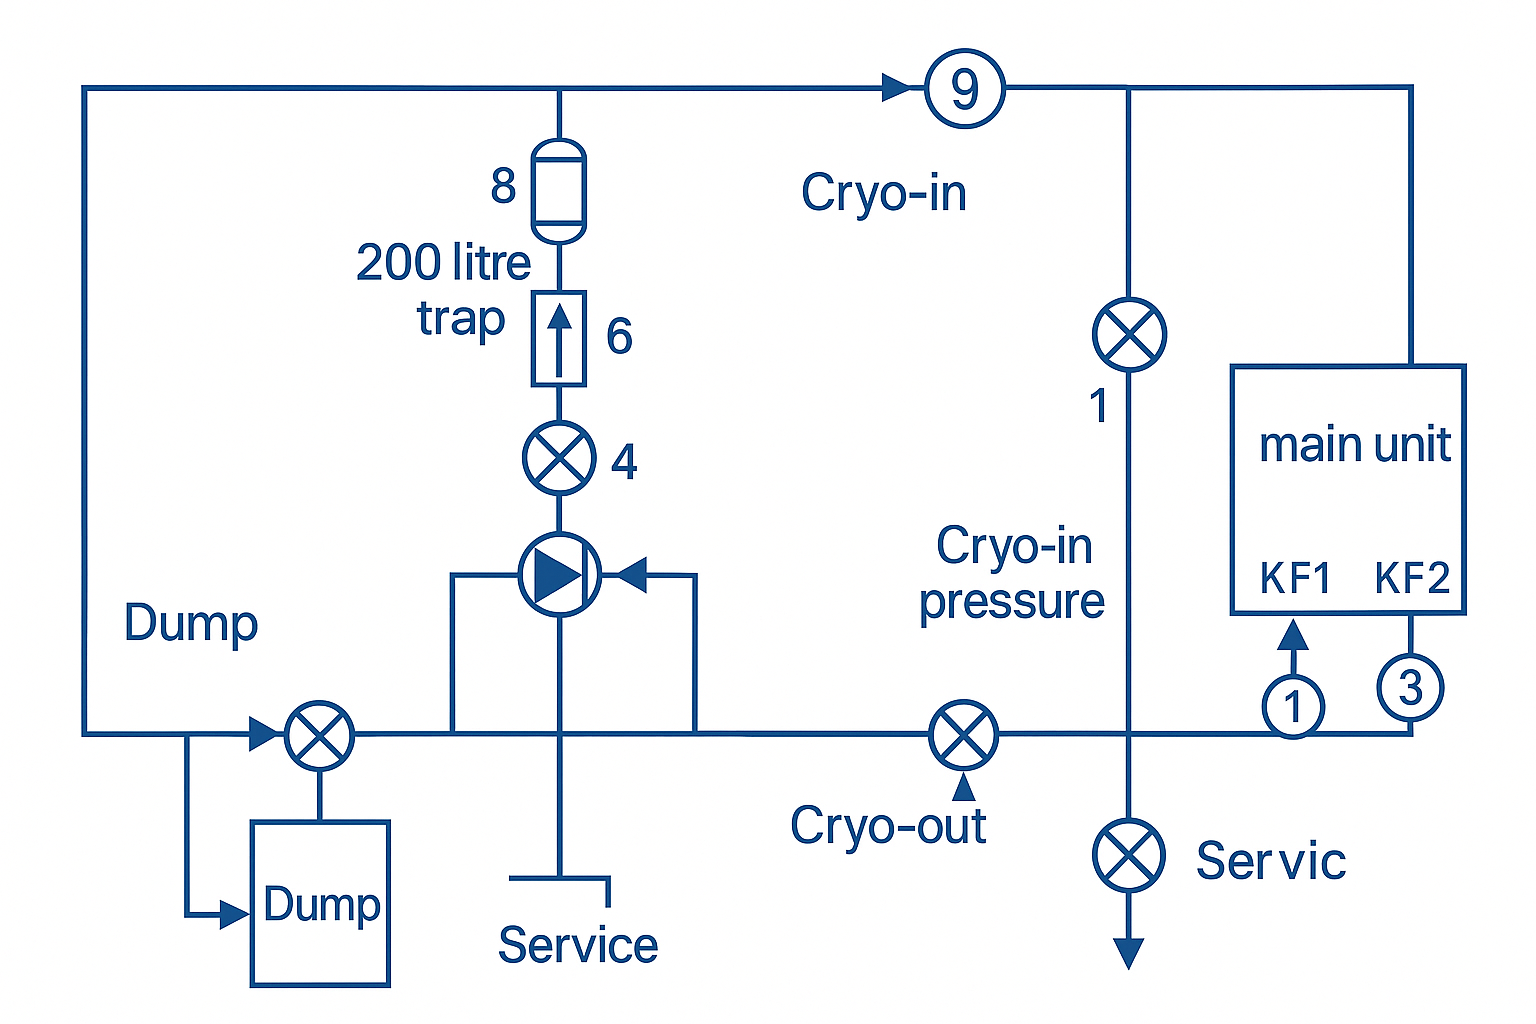 9
8
Cryo-in
200 litre
trap
6
1
4
main unit
Cryo-in
pressure
KF1 KF2
Dump
1
3
Cryo-out
Servic
Dump
Service